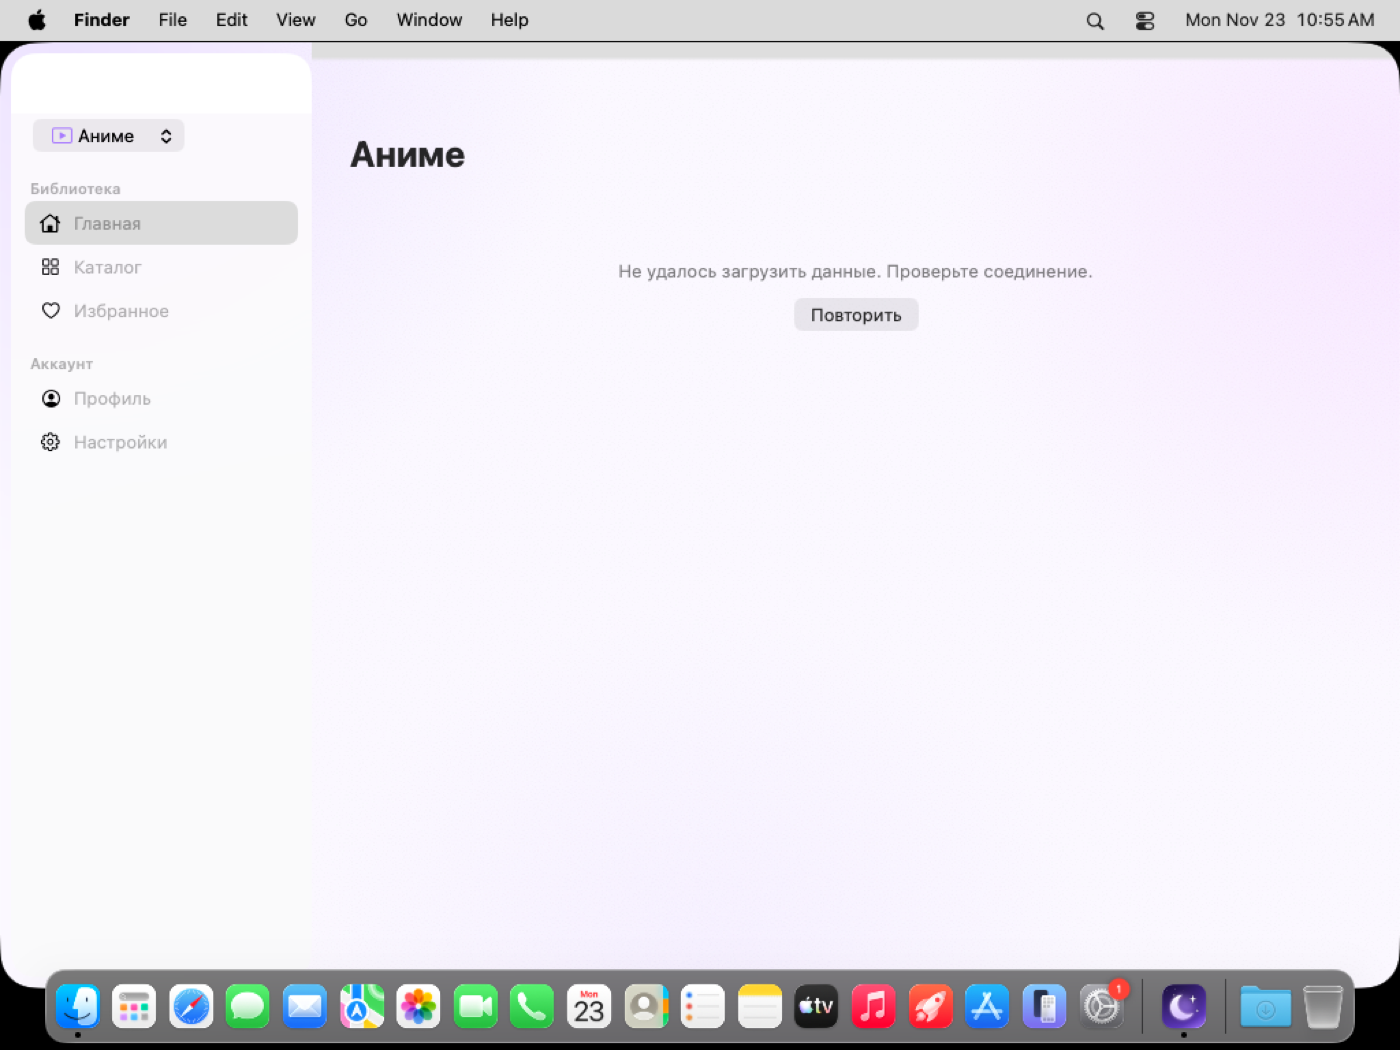 Finder File Edit View Go Window Help Mon Nov 23 10:55 AM
Аниме
Библиотека
Главная
Каталог
Избранное
Аккаунт
Профиль
Настройки
Аниме
Не удалось загрузить данные. Проверьте соединение.
Повторить
Mon
23
tv
1